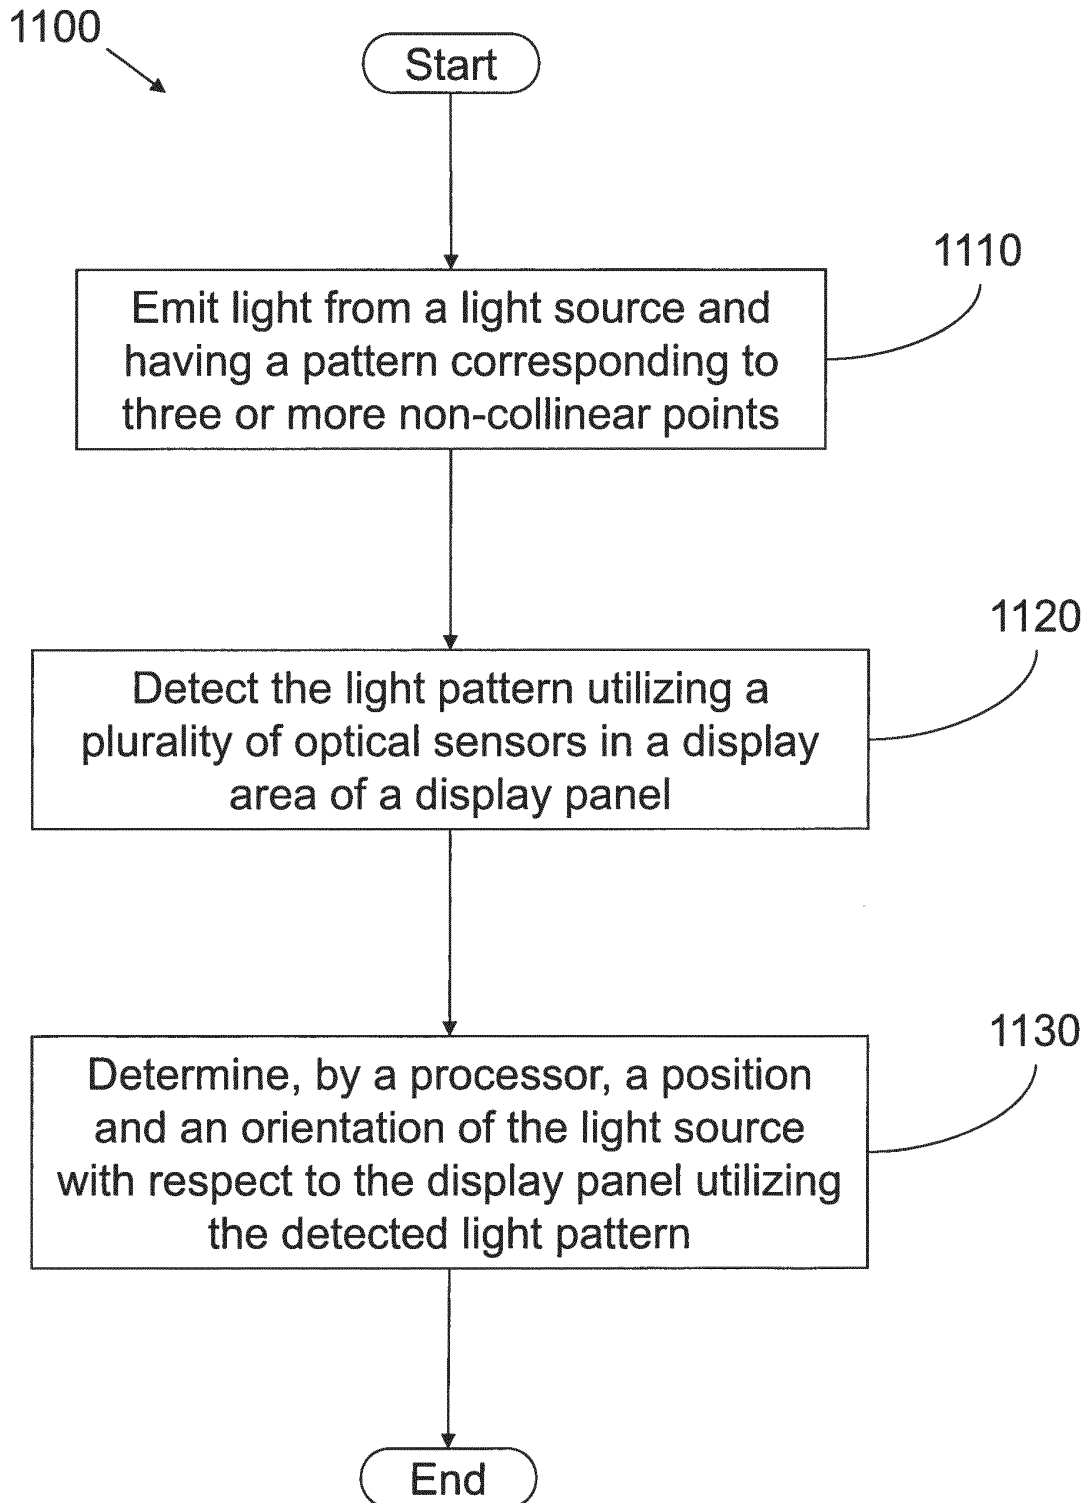 1100
Start
1110
Emit light from a light source and
having a pattern corresponding to
three or more non-collinear points
1120
Detect the light pattern utilizing a
plurality of optical sensors in a display
area of a display panel
1130
Determine, by a processor, a position
and an orientation of the light source
with respect to the display panel utilizing
the detected light pattern
End